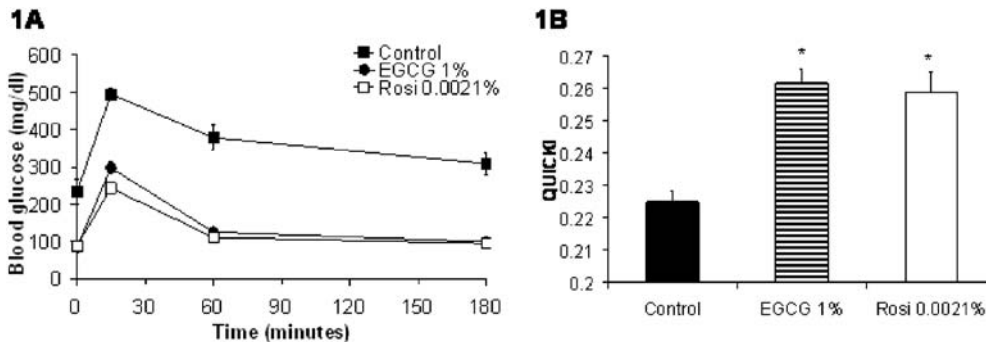 1A
600
500
400
300
200
100
0
Blood glucose (mg/dl)
Control
EGCG 1%
Rosi 0.0021%
0 30 60 90 120 150 180
Time (minutes)
1B
0.27
0.26
0.25
0.24
0.23
0.22
0.21
0.2
QUICKI
* *
Control EGCG 1% Rosi 0.0021%